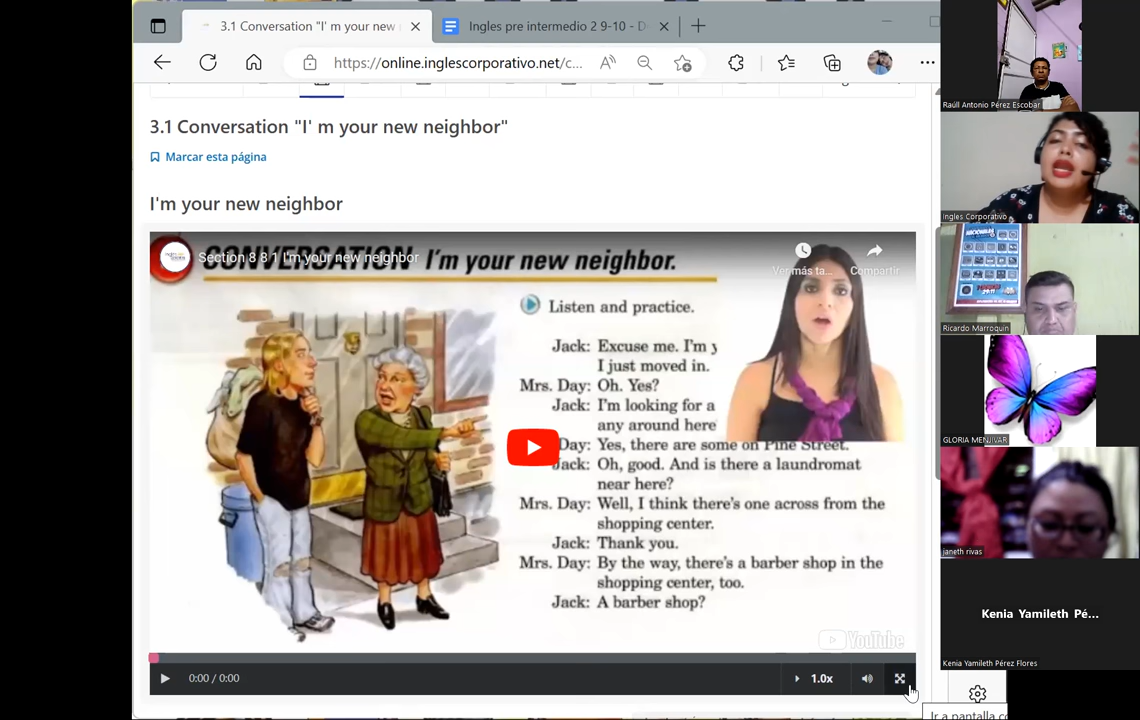 3.1 Conversation "I' m your new
Ingles pre intermedio 2 9-10 - D
https://online.inglescorporativo.net/c...
3.1 Conversation "I' m your new neighbor"
Marcar esta página
I'm your new neighbor
Section 8 8 1 I'm your new neighbor
CONVERSATION I'm your new neighbor.
Ver más ta...
Compartir
Listen and practice.
Jack: Excuse me. I'm
I just moved in.
Mrs. Day: Oh. Yes?
Jack: I'm looking for a
any around here
Day: Yes, there are some on Pine Street.
Jack: Oh, good. And is there a laundromat
near here?
Mrs. Day: Well, I think there's one across from the
shopping center.
Jack: Thank you.
Mrs. Day: By the way, there's a barber shop in the
shopping center, too.
Jack: A barber shop?
YouTube
0:00 / 0:00
1.0x
Raúll Antonio Pérez Escobar
Ingles Corporativo
Ricardo Marroquin
GLORIA MENJIVAR
janeth rivas
Kenia Yamileth Pé...
Kenia Yamileth Pérez Flores
Ir a pantalla